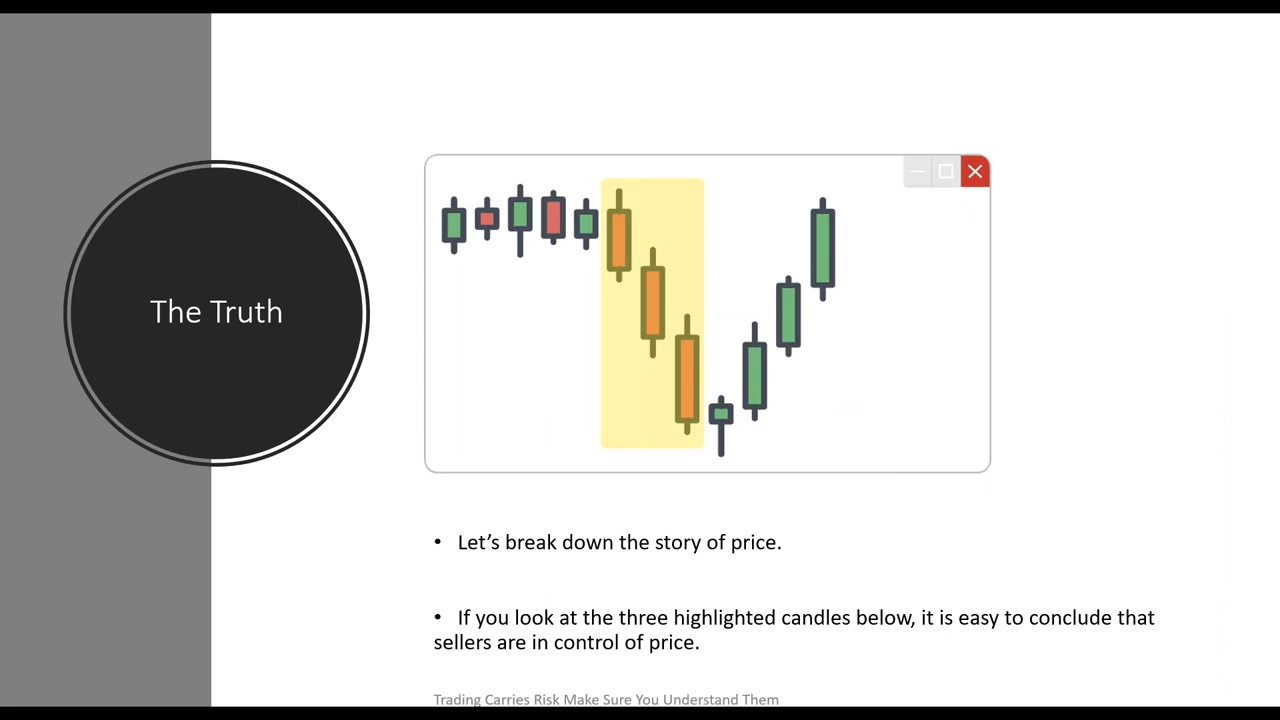 The Truth
• Let’s break down the story of price.
• If you look at the three highlighted candles below, it is easy to conclude that
sellers are in control of price.
Trading Carries Risk Make Sure You Understand Them